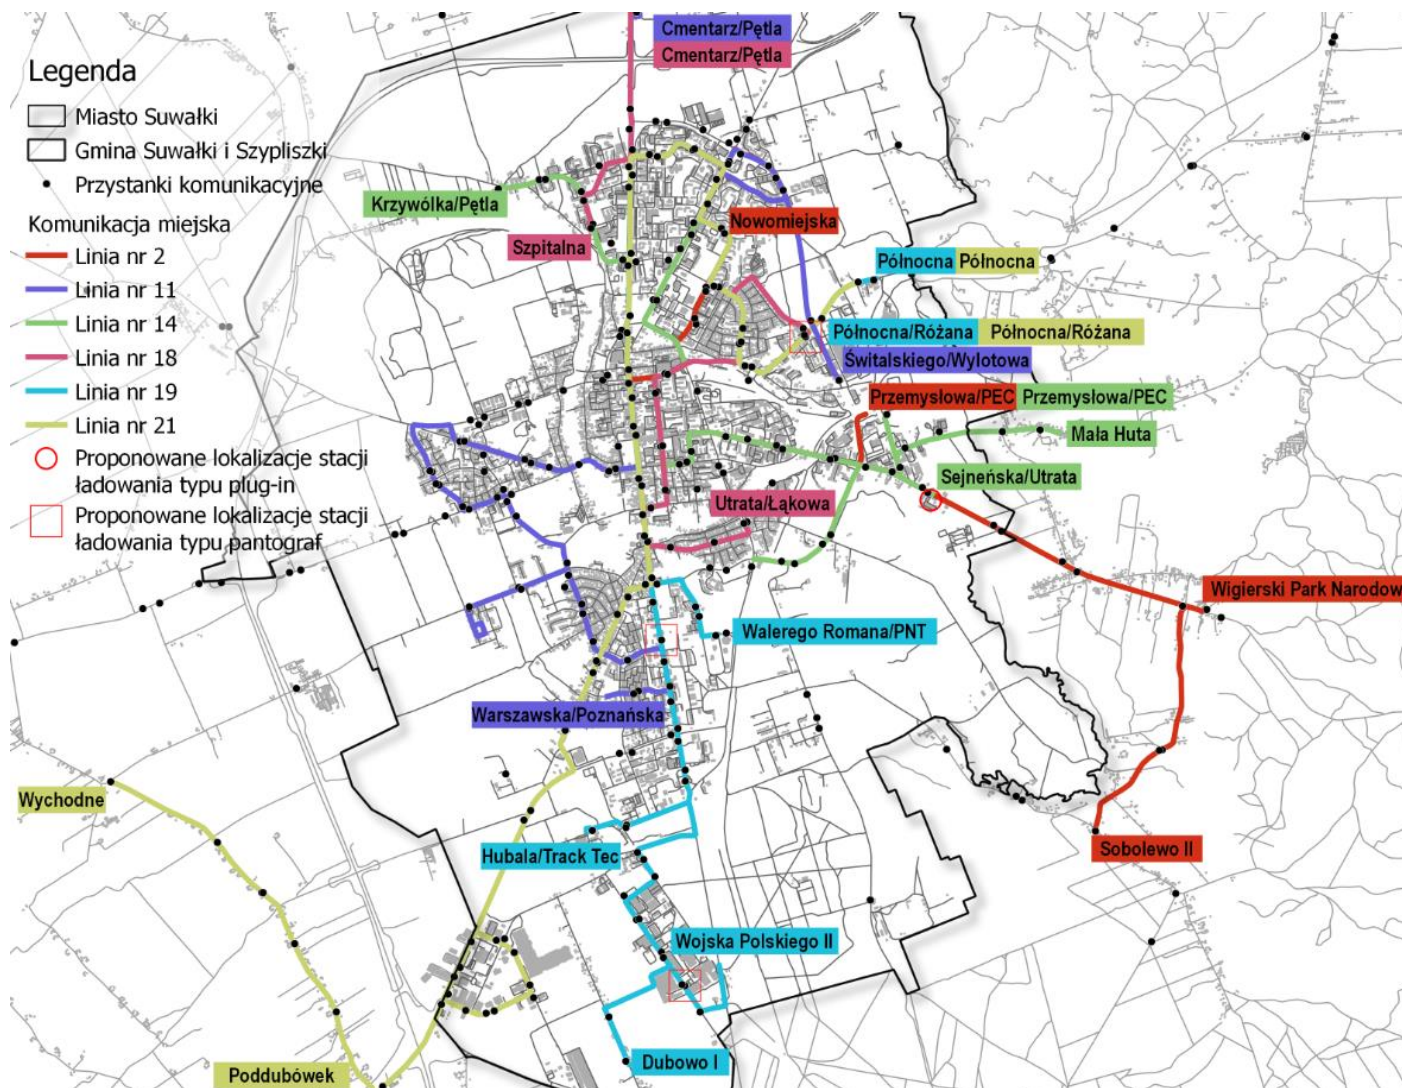 Cmentarz/Pętla
Cmentarz/Pętla
Legenda
Miasto Suwałki
Gmina Suwałki i Szypliszki
Przystanki komunikacyjne
Komunikacja miejska
Linia nr 2
Linia nr 11
Linia nr 14
Linia nr 18
Linia nr 19
Linia nr 21
Proponowane lokalizacje stacji
ładowania typu plug-in
Proponowane lokalizacje stacji
ładowania typu pantograf
Krzywólka/Pętla
Szpitalna
Nowomiejska
Północna Północna
Północna/Różana Północna/Różana
Świtalskiego/Wylotowa
Przemysłowa/PEC Przemysłowa/PEC
Mała Huta
Sejneńska/Utrata
Utrata/Łąkowa
Wigierski Park Narodow
Walerego Romana/PNT
Warszawska/Poznańska
Wychodne
Sobolewo II
Hubala/Track Tec
Wojska Polskiego II
Dubowo I
Poddubówek